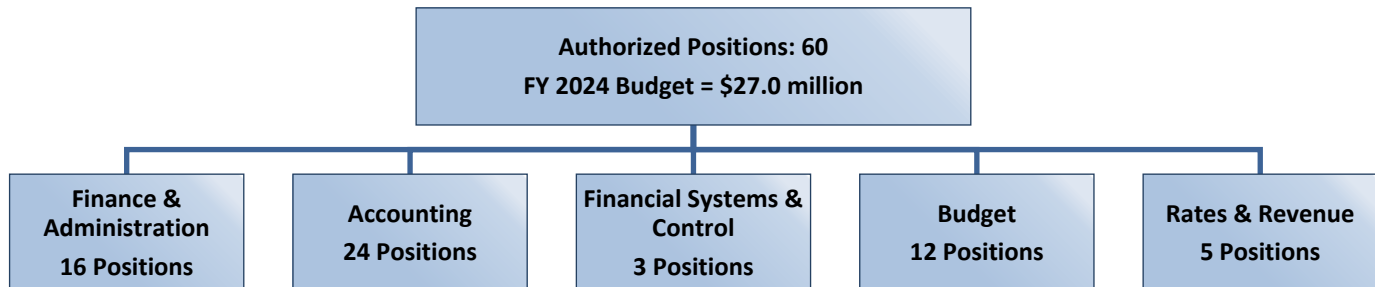 Authorized Positions: 60
FY 2024 Budget = $27.0 million
Finance &
Administration
16 Positions
Accounting
24 Positions
Financial Systems &
Control
3 Positions
Budget
12 Positions
Rates & Revenue
5 Positions